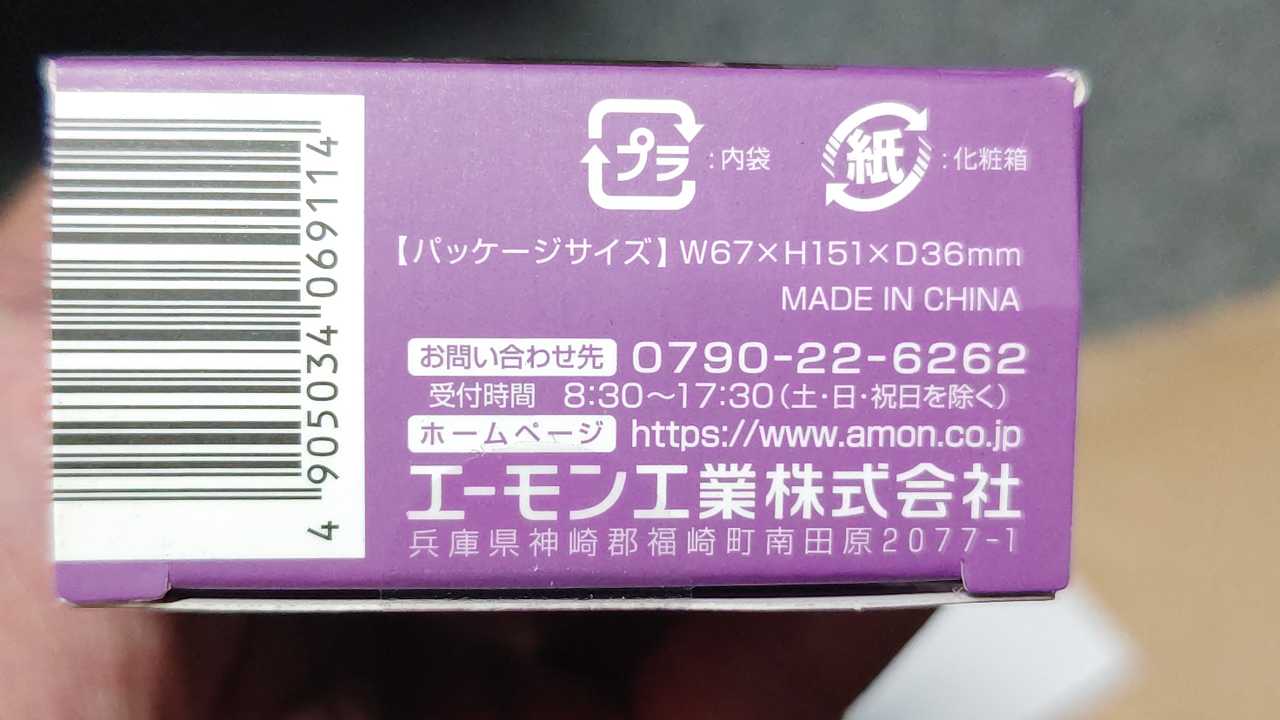 プラ : 内袋
紙 : 化粧箱
【パッケージサイズ】W67×H151×D36mm
MADE IN CHINA
お問い合わせ先 0790-22-6262
受付時間 8:30～17:30(土・日・祝日を除く)
ホームページ https://www.amon.co.jp
エーモン工業株式会社
兵庫県神崎郡福崎町南田原2077-1
4 905034 069114